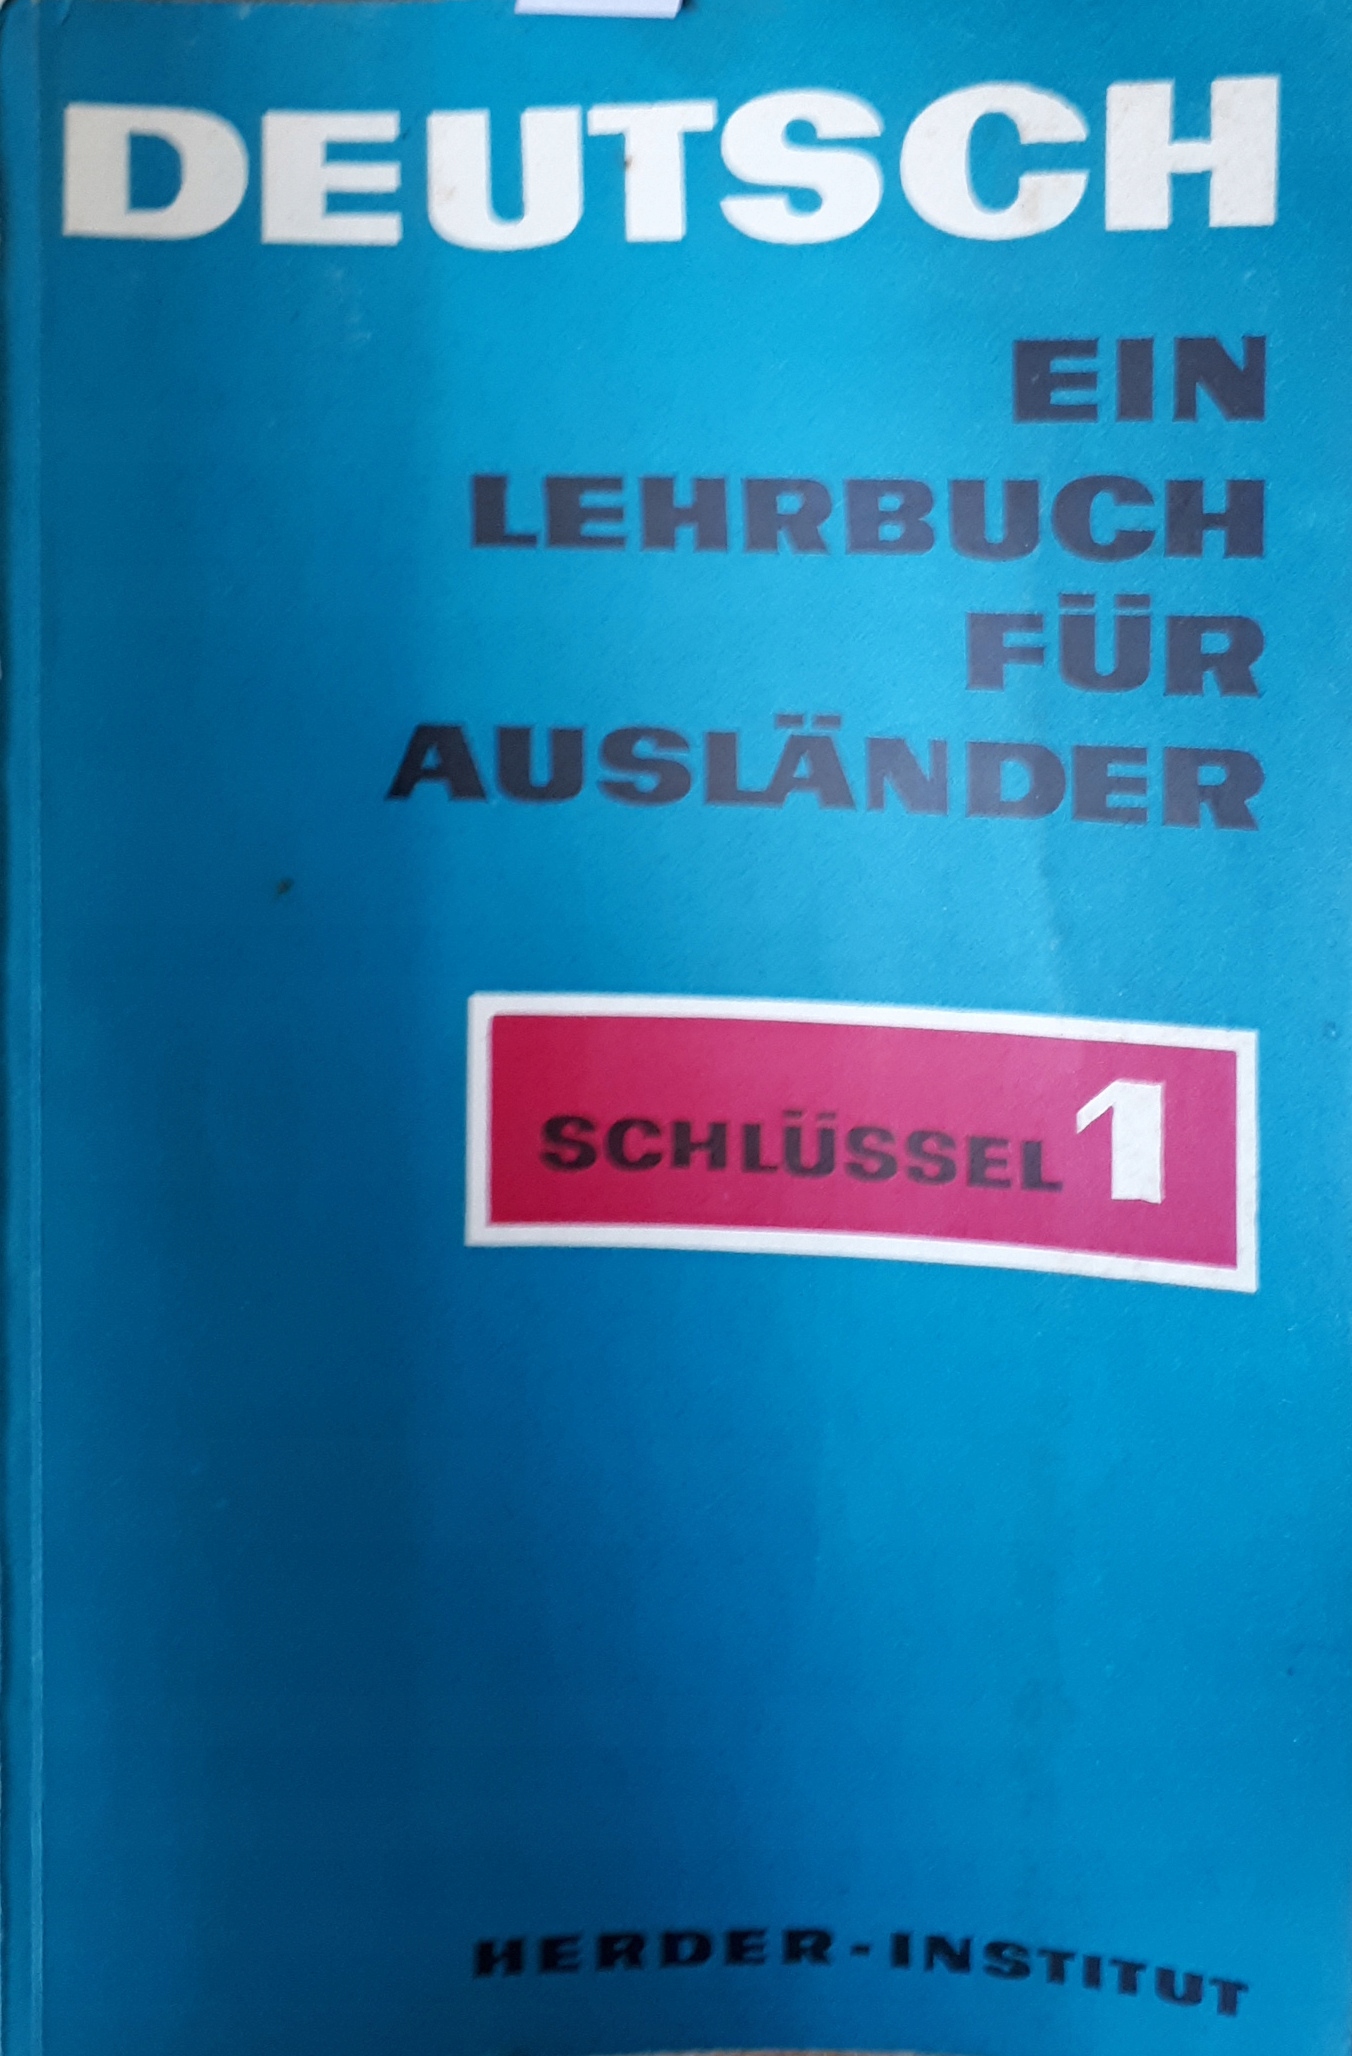 DEUTSCH
EIN
LEHRBUCH
FÜR
AUSLÄNDER
SCHLÜSSEL 1
HERDER-INSTITUT